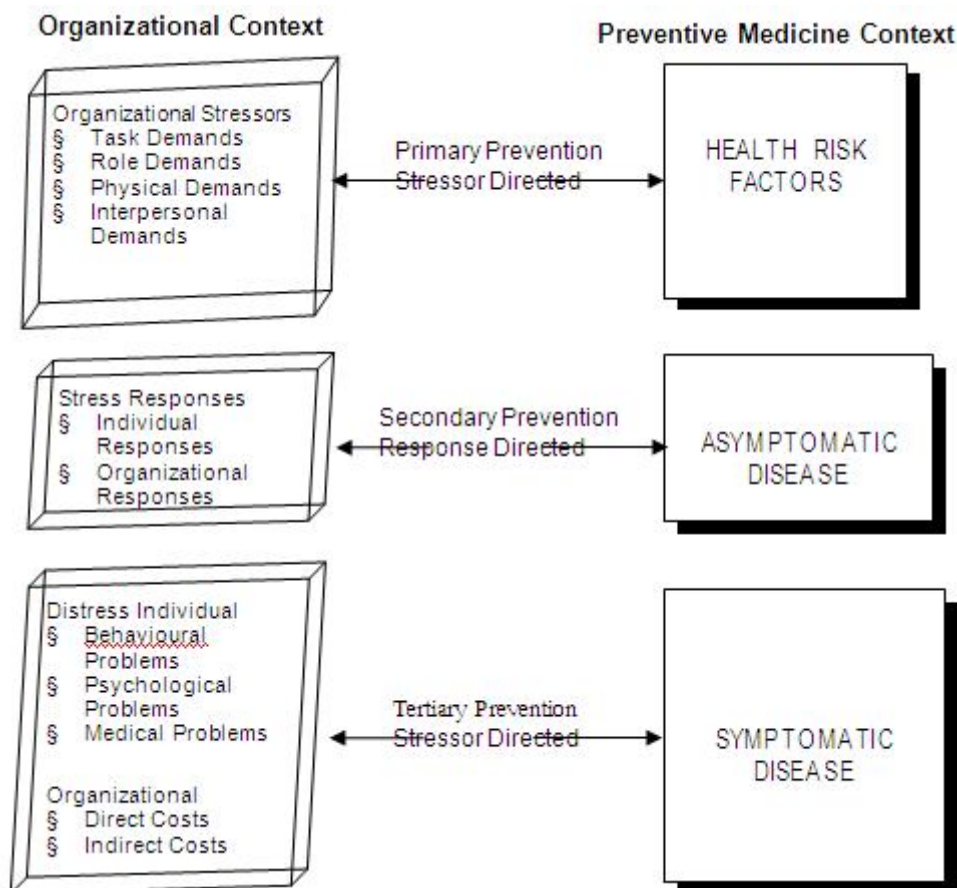 Organizational Context
Preventive Medicine Context
Organizational Stressors
§ Task Demands
§ Role Demands
§ Physical Demands
§ Interpersonal
Demands
Primary Prevention
Stressor Directed
HEALTH RISK
FACTORS
Stress Responses
§ Individual
Responses
§ Organizational
Responses
Secondary Prevention
Response Directed
ASYMPTOMATIC
DISEASE
Distress Individual
§ Behavioural
Problems
§ Psychological
Problems
§ Medical Problems
Organizational
§ Direct Costs
§ Indirect Costs
Tertiary Prevention
Stressor Directed
SYMPTOMATIC
DISEASE